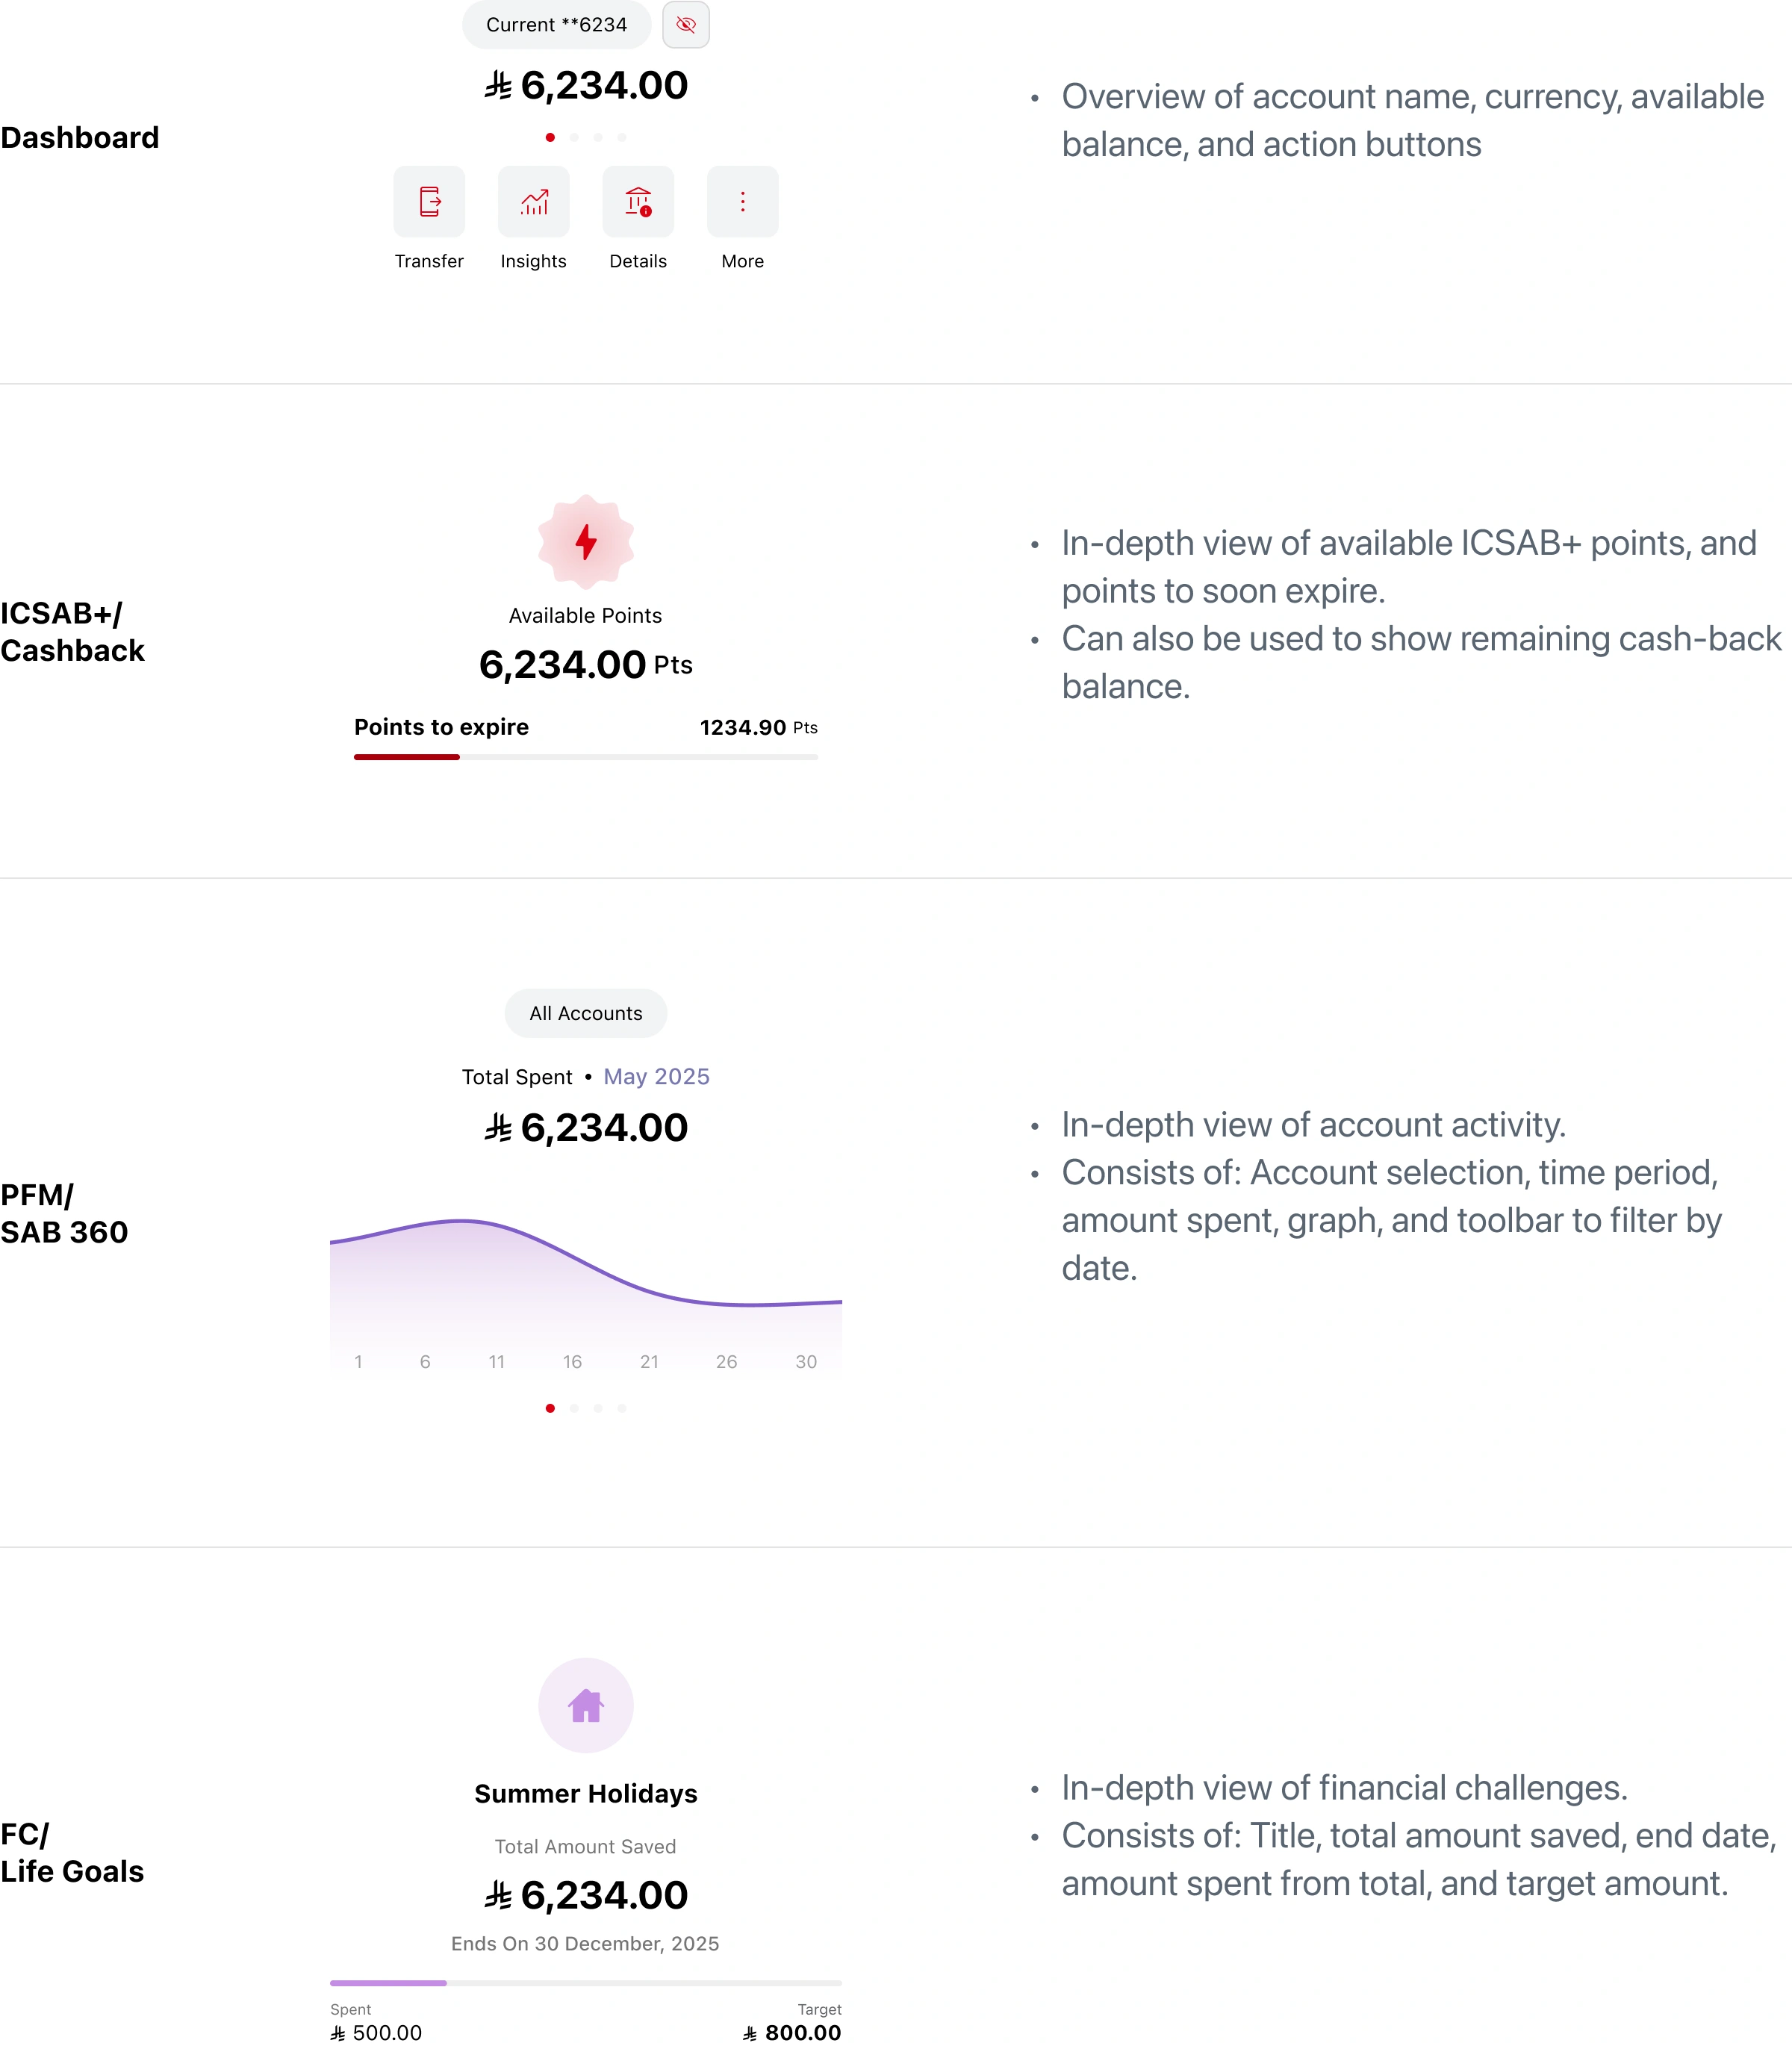 Dashboard
Current **6234
⃁ 6,234.00
Transfer Insights Details More
• Overview of account name, currency, available
balance, and action buttons
ICSAB+/
Cashback
Available Points
6,234.00 Pts
Points to expire 1234.90 Pts
• In-depth view of available ICSAB+ points, and
points to soon expire.
• Can also be used to show remaining cash-back
balance.
PFM/
SAB 360
All Accounts
Total Spent • May 2025
⃁ 6,234.00
1 6 11 16 21 26 30
• In-depth view of account activity.
• Consists of: Account selection, time period,
amount spent, graph, and toolbar to filter by
date.
FC/
Life Goals
Summer Holidays
Total Amount Saved
⃁ 6,234.00
Ends On 30 December, 2025
Spent Target
⃁ 500.00 ⃁ 800.00
• In-depth view of financial challenges.
• Consists of: Title, total amount saved, end date,
amount spent from total, and target amount.